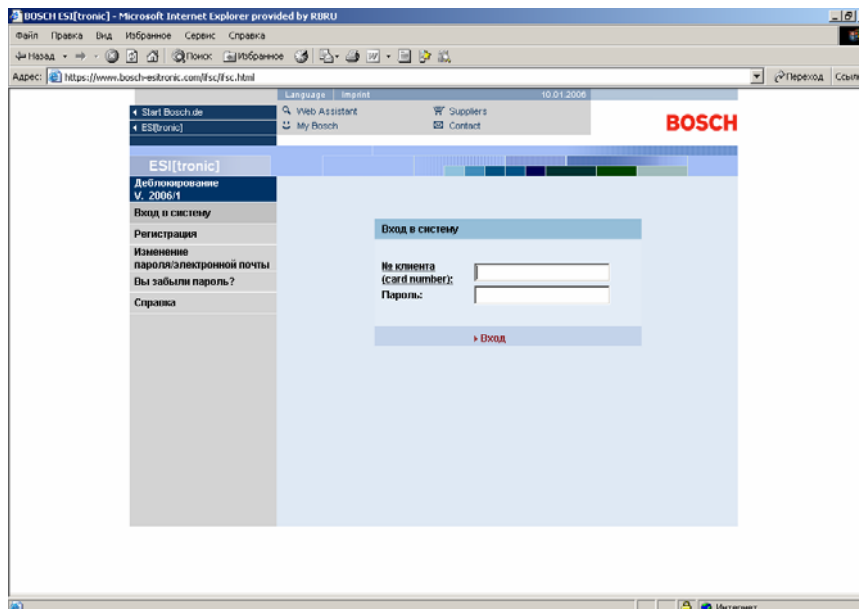 BOSCH ESI[tronic] - Microsoft Internet Explorer provided by RBRU
Файл Правка Вид Избранное Сервис Справка
Назад Поиск Избранное
Адрес: https://www.bosch-esitronic.com/lfsc/lfsc.html Переход Ссылк
Language Imprint 10.01.2006
Start Bosch.de Web Assistant Suppliers
ESI[tronic] My Bosch Contact
BOSCH
ESI[tronic]
Деблокирование
V. 2006/1
Вход в систему
Регистрация
Изменение
пароля/электронной почты
Вы забыли пароль?
Справка
Вход в систему
№ клиента
(card number):
Пароль:
Вход
Интернет